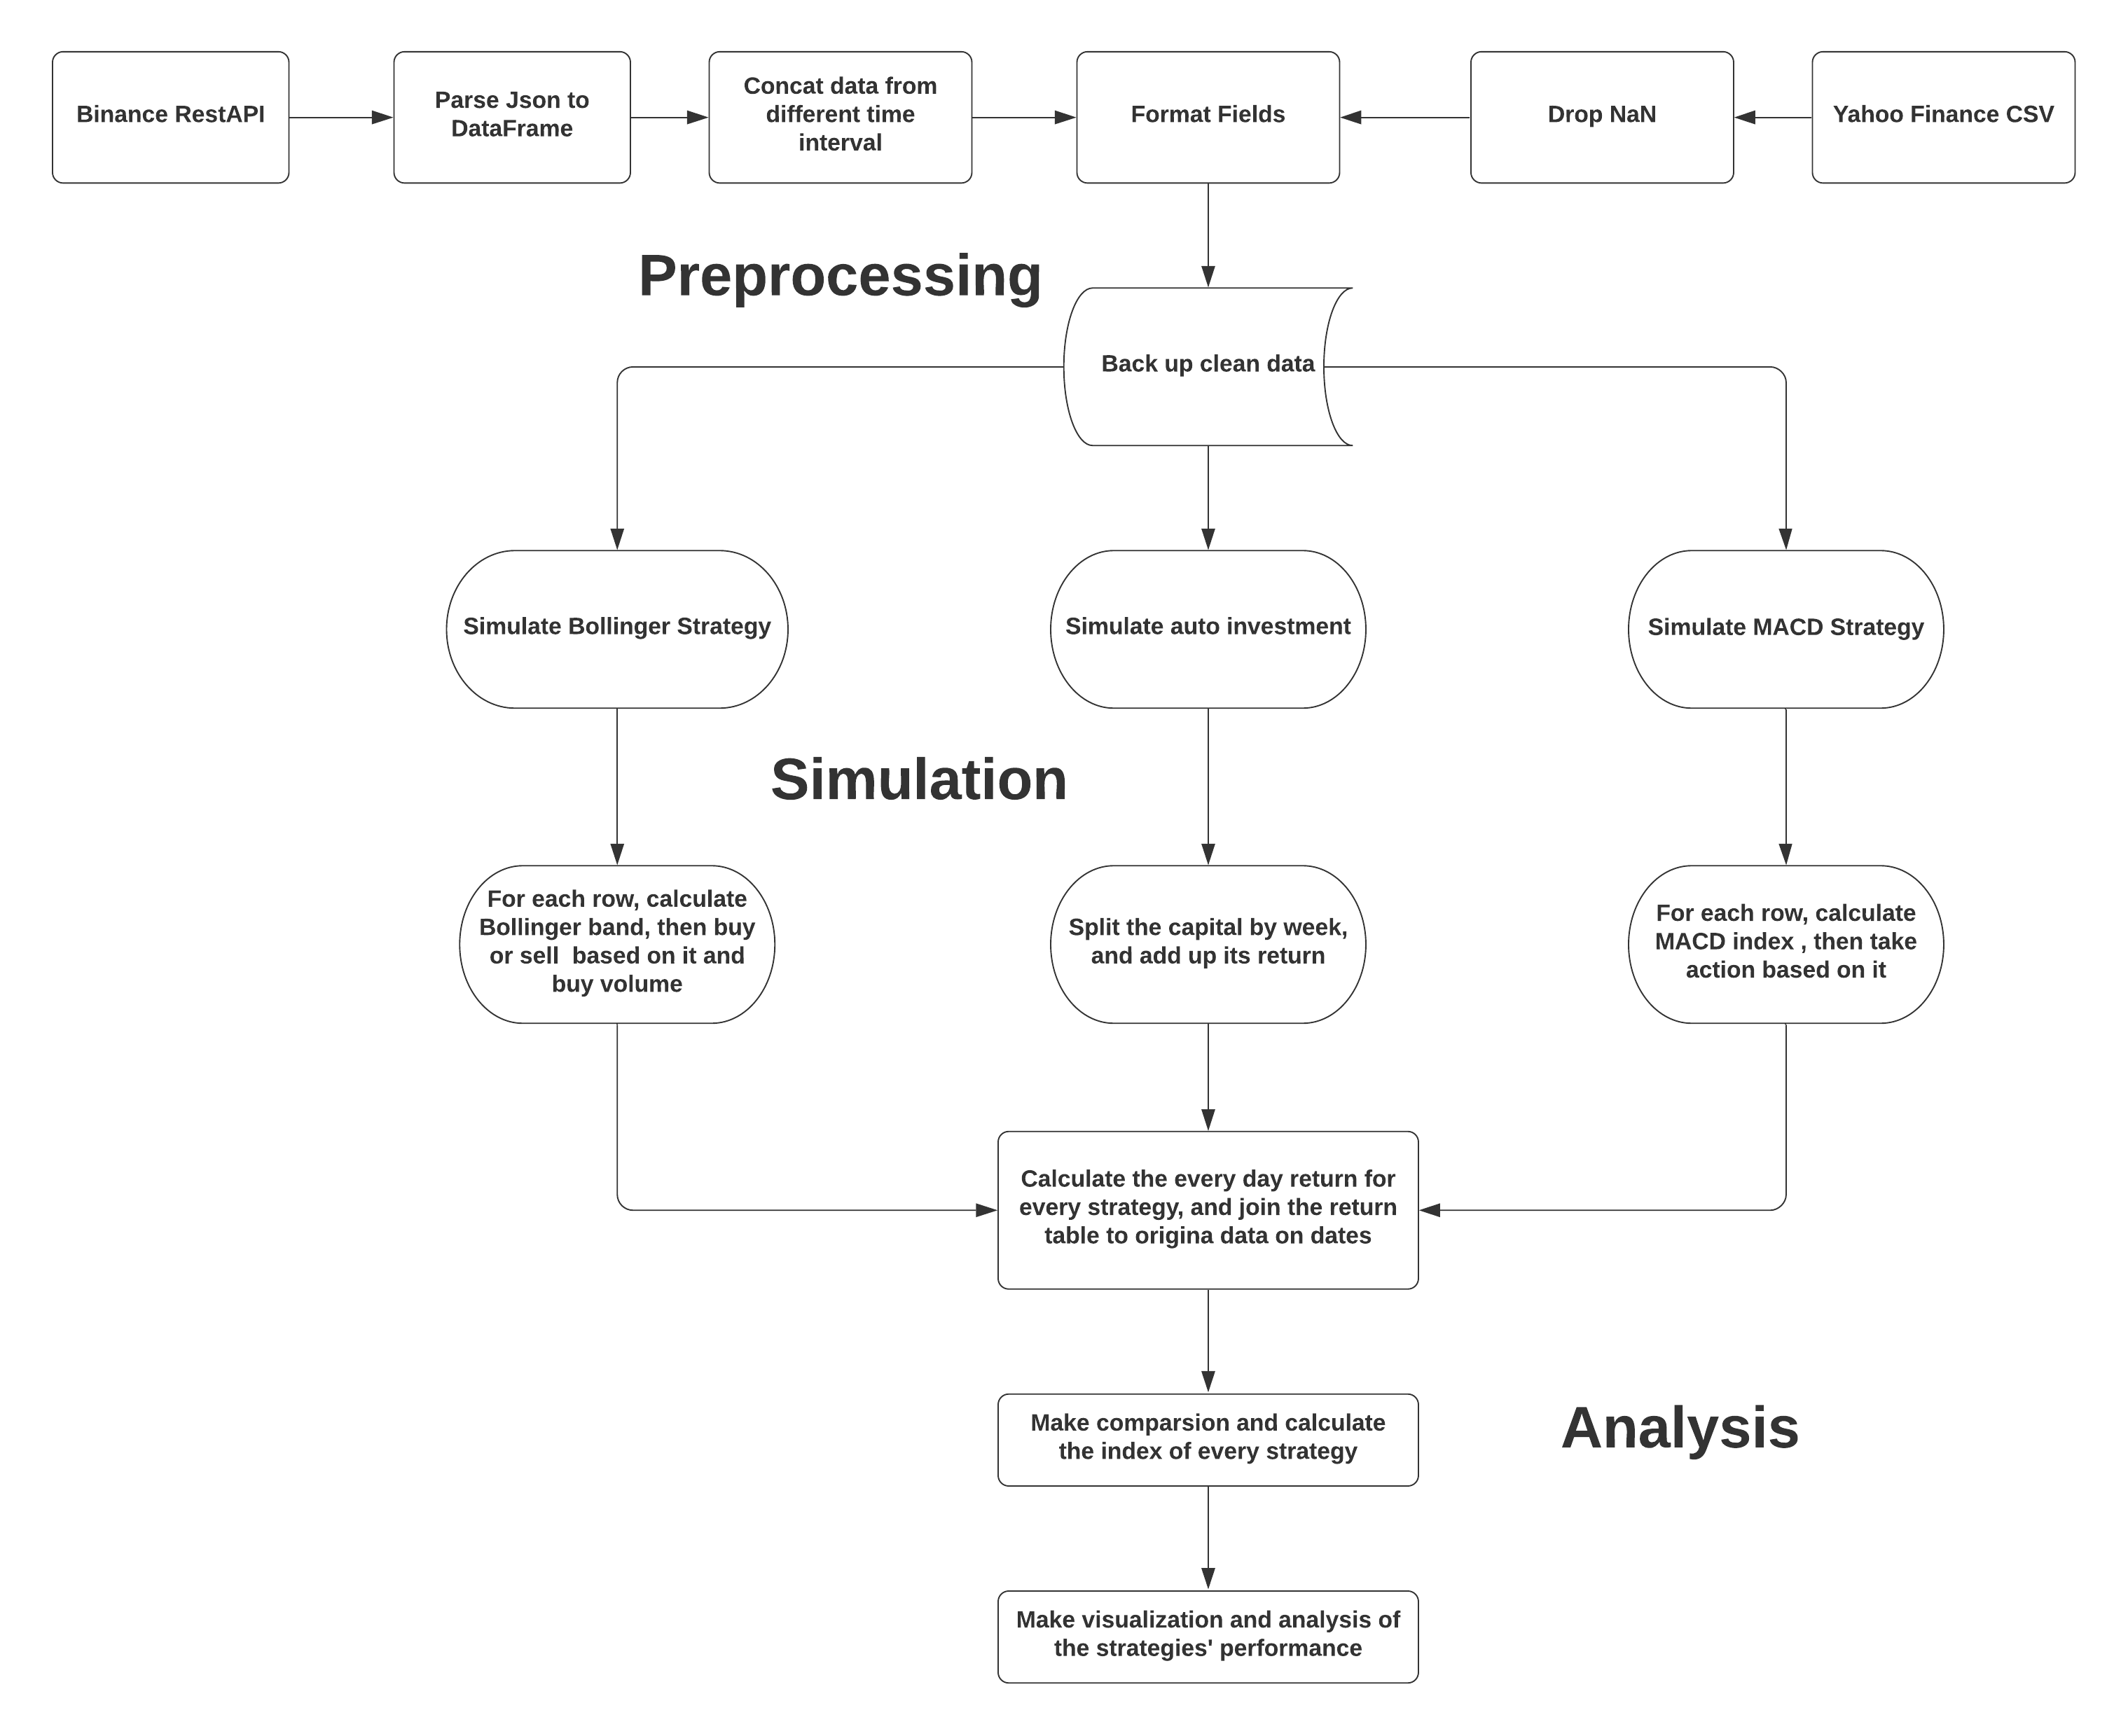 Binance RestAPI
Parse Json to
DataFrame
Concat data from
different time
interval
Format Fields
Drop NaN
Yahoo Finance CSV
Preprocessing
Back up clean data
Simulate Bollinger Strategy
Simulate auto investment
Simulate MACD Strategy
Simulation
For each row, calculate
Bollinger band, then buy
or sell  based on it and
buy volume
Split the capital by week,
and add up its return
For each row, calculate
MACD index , then take
action based on it
Calculate the every day return for
every strategy, and join the return
table to origina data on dates
Make comparsion and calculate
the index of every strategy
Analysis
Make visualization and analysis of
the strategies' performance